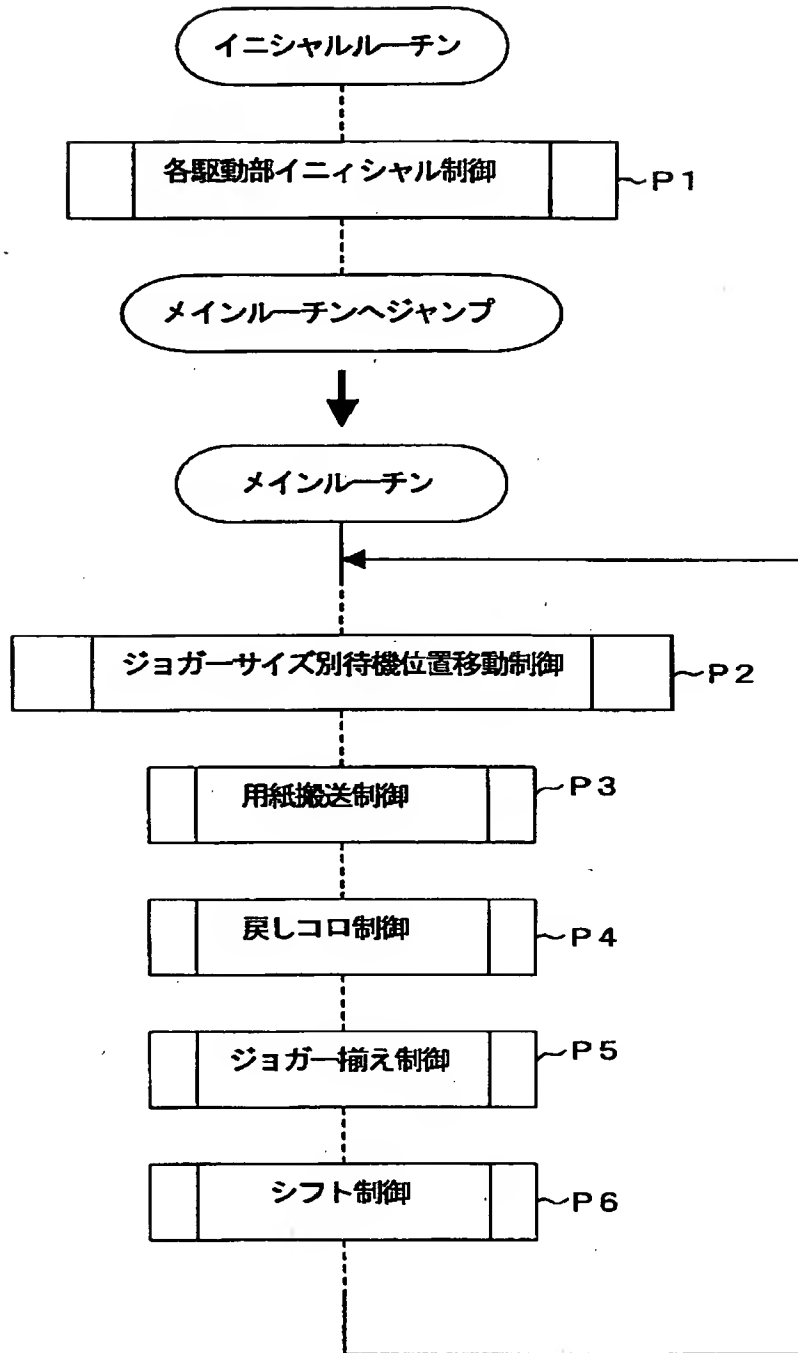 イニシャルルーチン
各駆動部イニィシャル制御
P1
メインルーチンへジャンプ
メインルーチン
ジョガーサイズ別待機位置移動制御
P2
用紙搬送制御
P3
戻しコロ制御
P4
ジョガー揃え制御
P5
シフト制御
P6